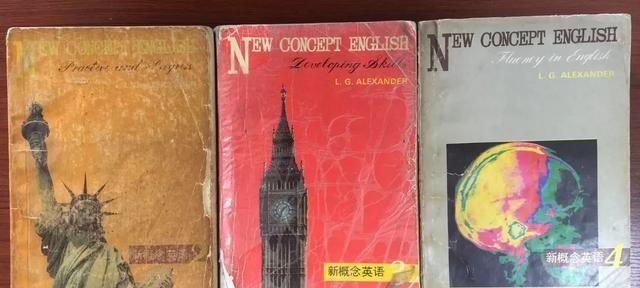 NEW CONCEPT ENGLISH
Practice and Progress
NEW CONCEPT ENGLISH
Developing Skills
L. G. ALEXANDER
新概念英语
NEW CONCEPT ENGLISH
Fluency in English
L. G. ALEXANDER
新概念英语4